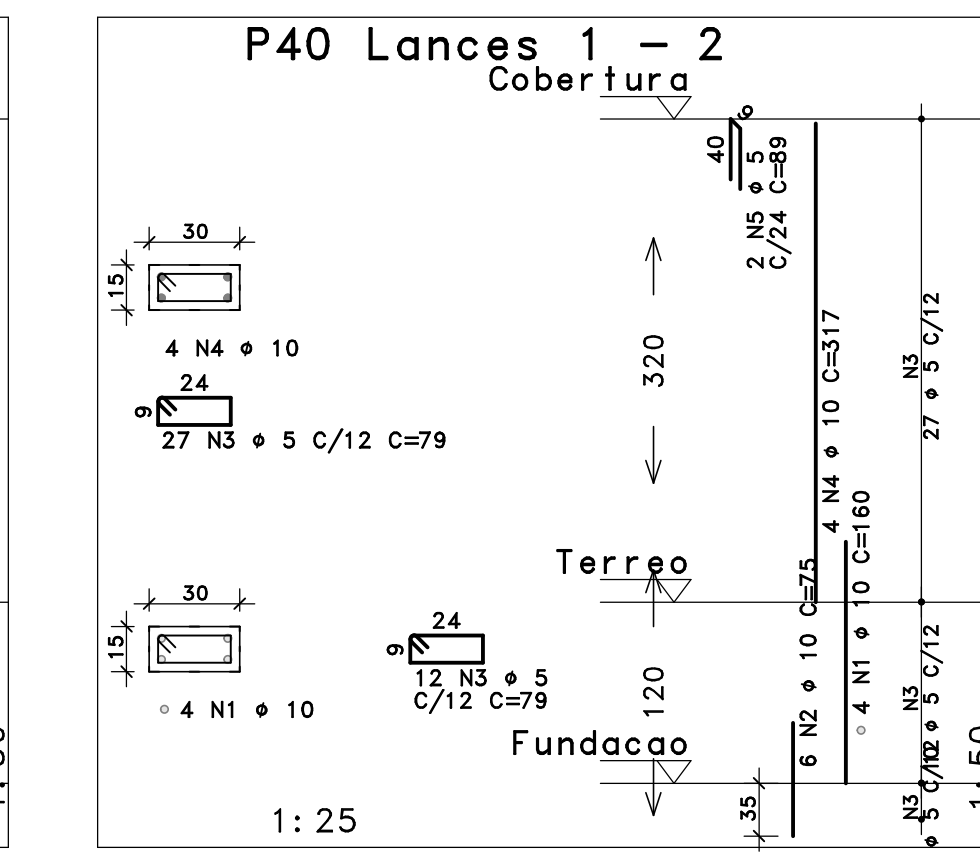 P40 Lances 1 - 2
Cobertura
9
40
2 N5 ø 5
C/24 C=89
30
15
4 N4 ø 10
24
9
27 N3 ø 5 C/12 C=79
320
4 N4 ø 10 C=317
N3
27 ø 5 C/12
Terreo
30
15
4 N1 ø 10
24
9
12 N3 ø 5
C/12 C=79
120
6 N2 ø 10 C=75
4 N1 ø 10 C=160
N3
ø 5 C/12
Fundacao
35
N3
ø 5 C/12
1:25